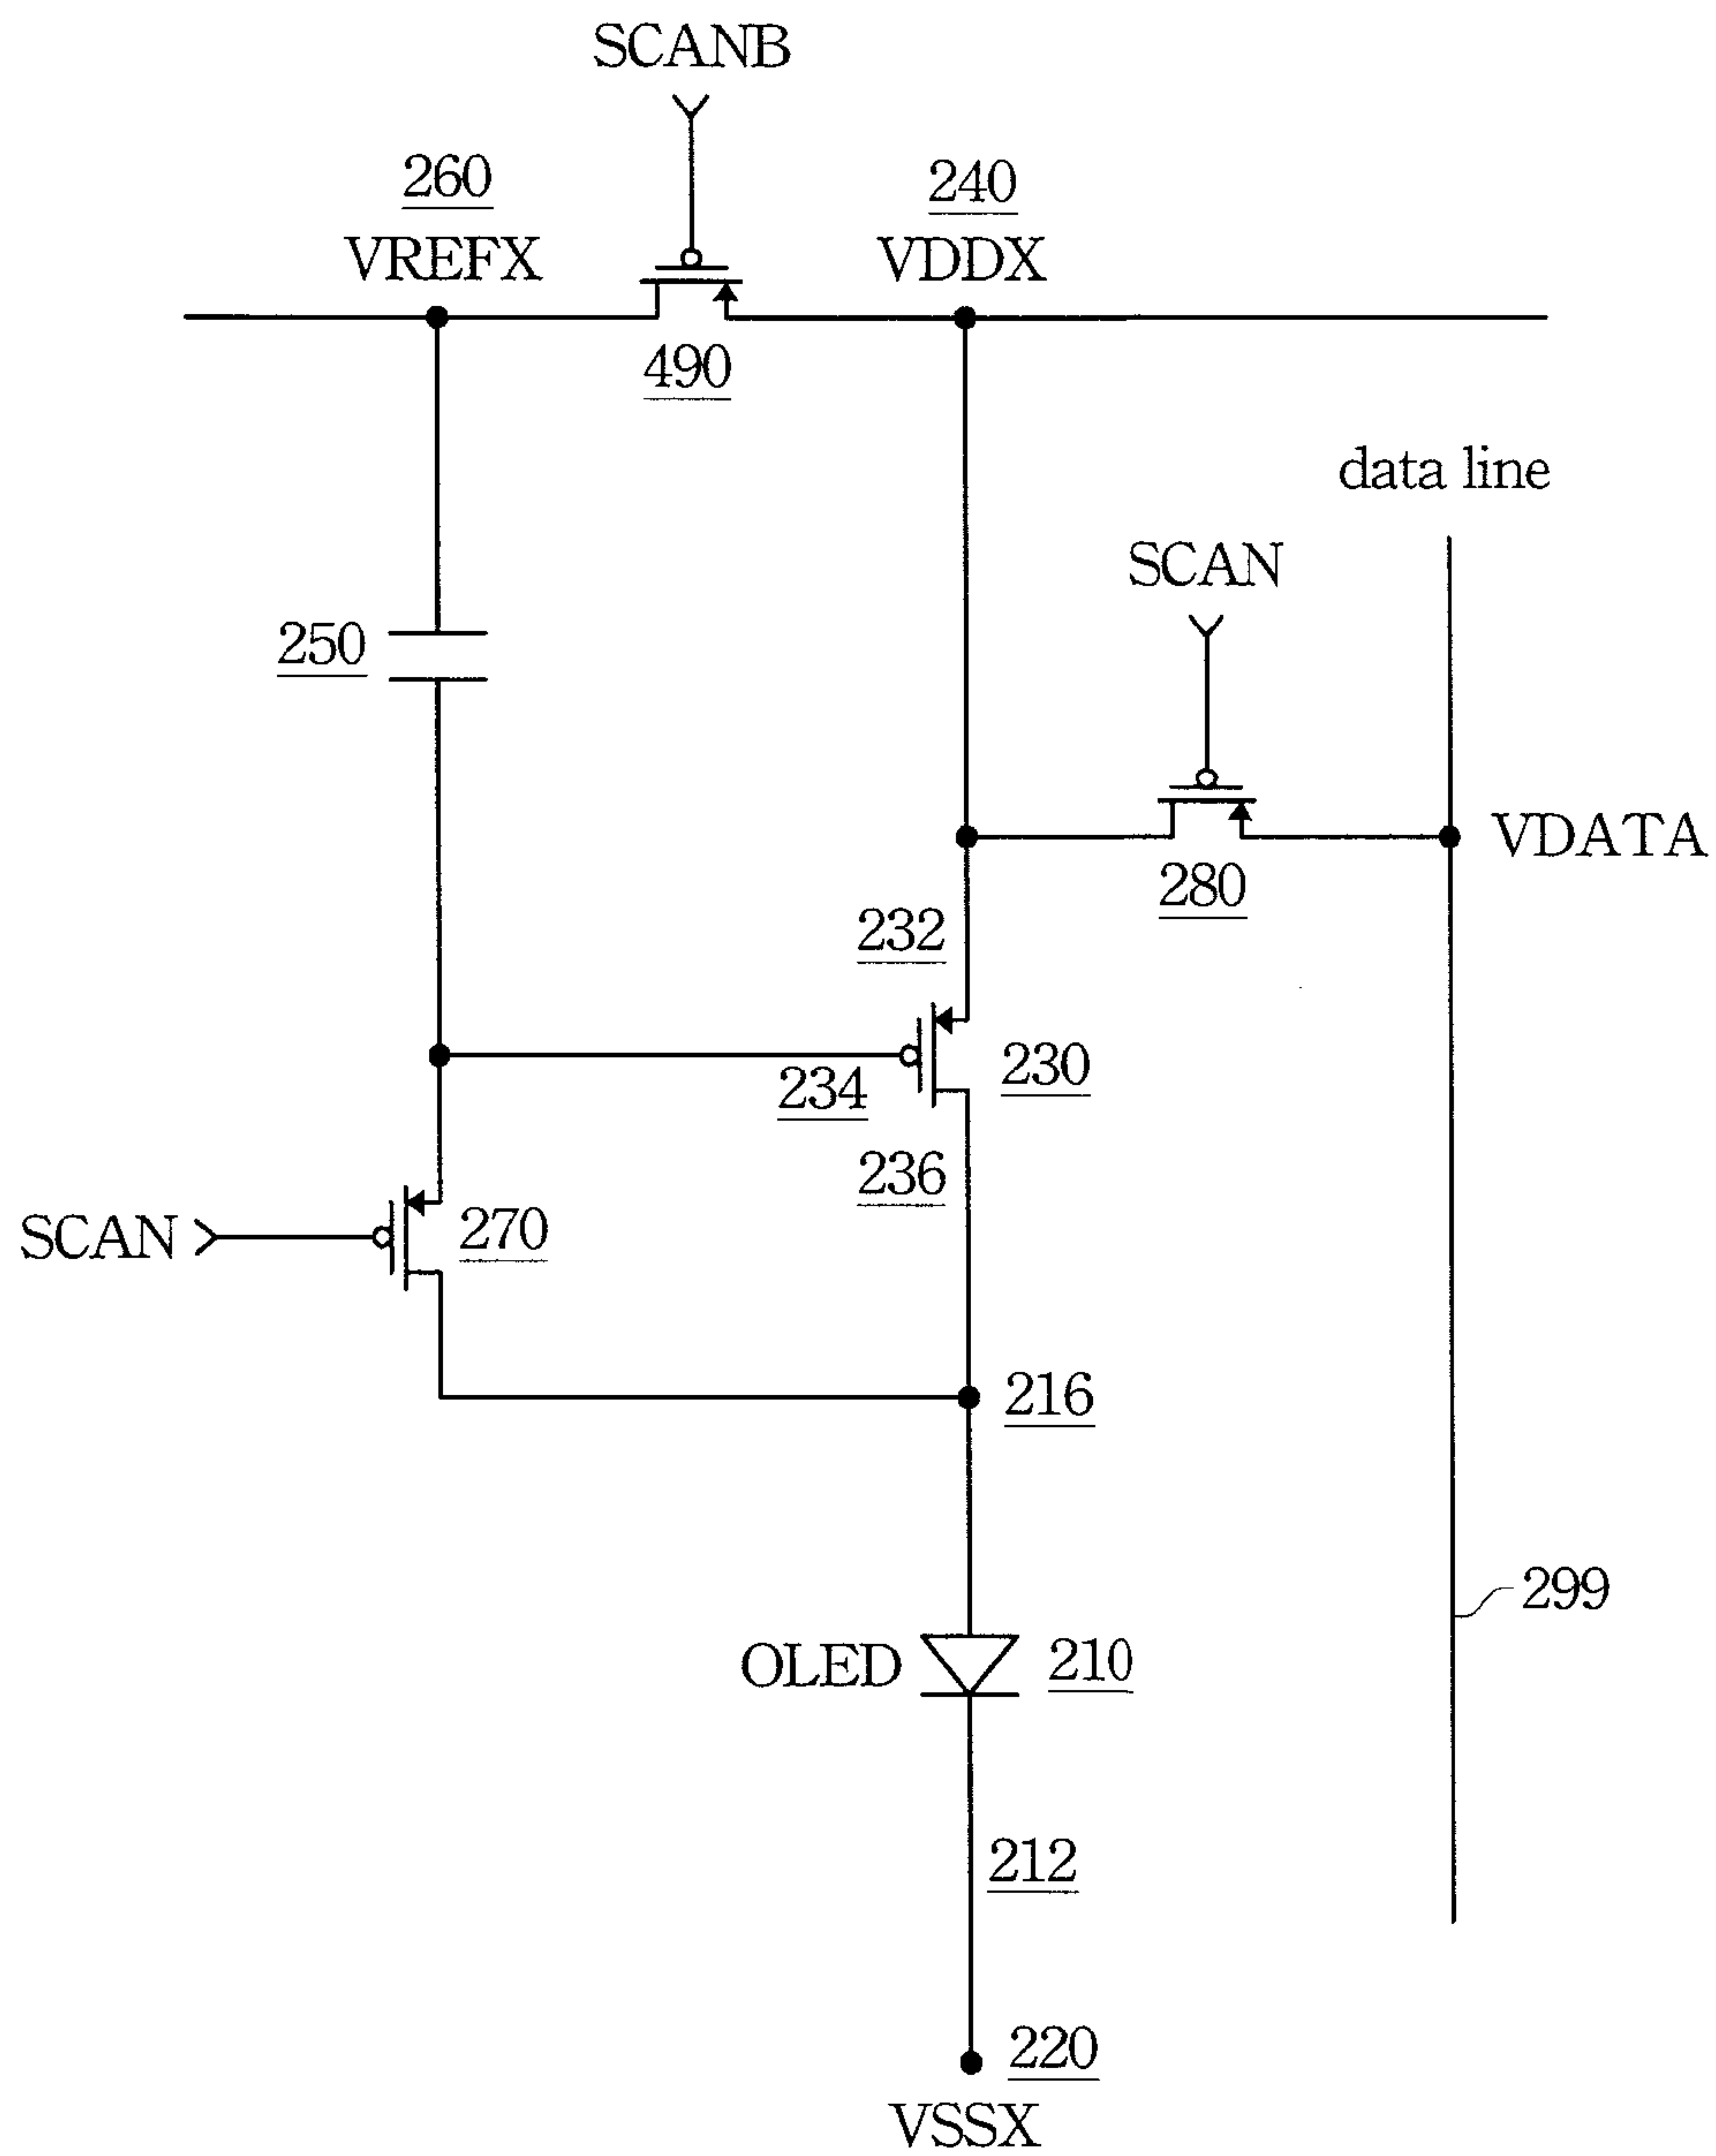 SCANB
260
240
VREFX
VDDX
490
data line
SCAN
250
VDATA
280
232
234
230
236
SCAN
270
216
299
OLED
210
212
220
VSSX